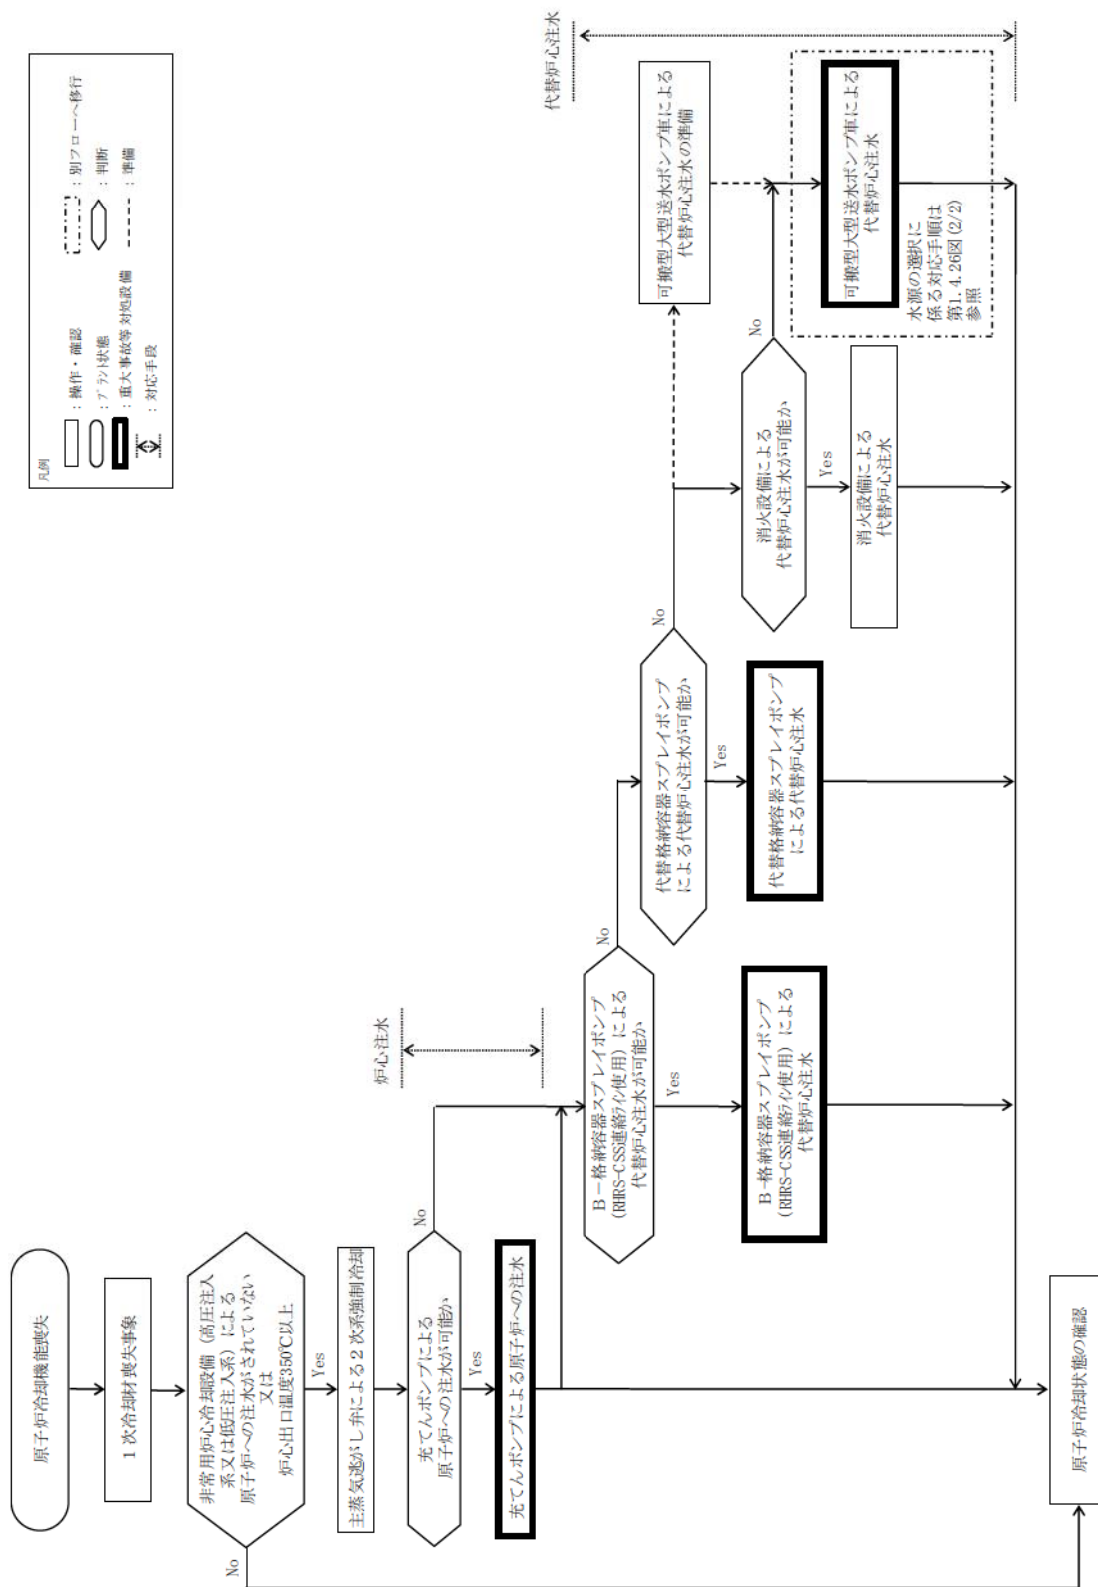 凡例
：操作・確認
：プラント状態
：重大事故等対処設備
：対応手段
：別フローへ移行
：判断
：準備
原子炉冷却機能喪失
１次冷却材喪失事象
非常用炉心冷却設備（高圧注入
系又は低圧注入系）による
原子炉への注水がされていない
又は
炉心出口温度350℃以上
No
Yes
主蒸気逃がし弁による２次系強制冷却
充てんポンプによる
原子炉への注水が可能か
No
Yes
充てんポンプによる原子炉への注水
炉心注水
B－格納容器スプレイポンプ
(RHRS-CSS連絡ライン使用）による
代替炉心注水が可能か
No
Yes
B-格納容器スプレイポンプ
(RHRS-CSS連絡ライン使用）による
代替炉心注水
代替格納容器スプレイポンプ
による代替炉心注水が可能か
No
Yes
代替格納容器スプレイポンプ
による代替炉心注水
消火設備による
代替炉心注水が可能か
No
Yes
消火設備による
代替炉心注水
可搬型大型送水ポンプ車による
代替炉心注水の準備
代替炉心注水
可搬型大型送水ポンプ車による
代替炉心注水
水源の選択に
係る対応手順は
第1.4.26図(2/2)
参照
原子炉冷却状態の確認